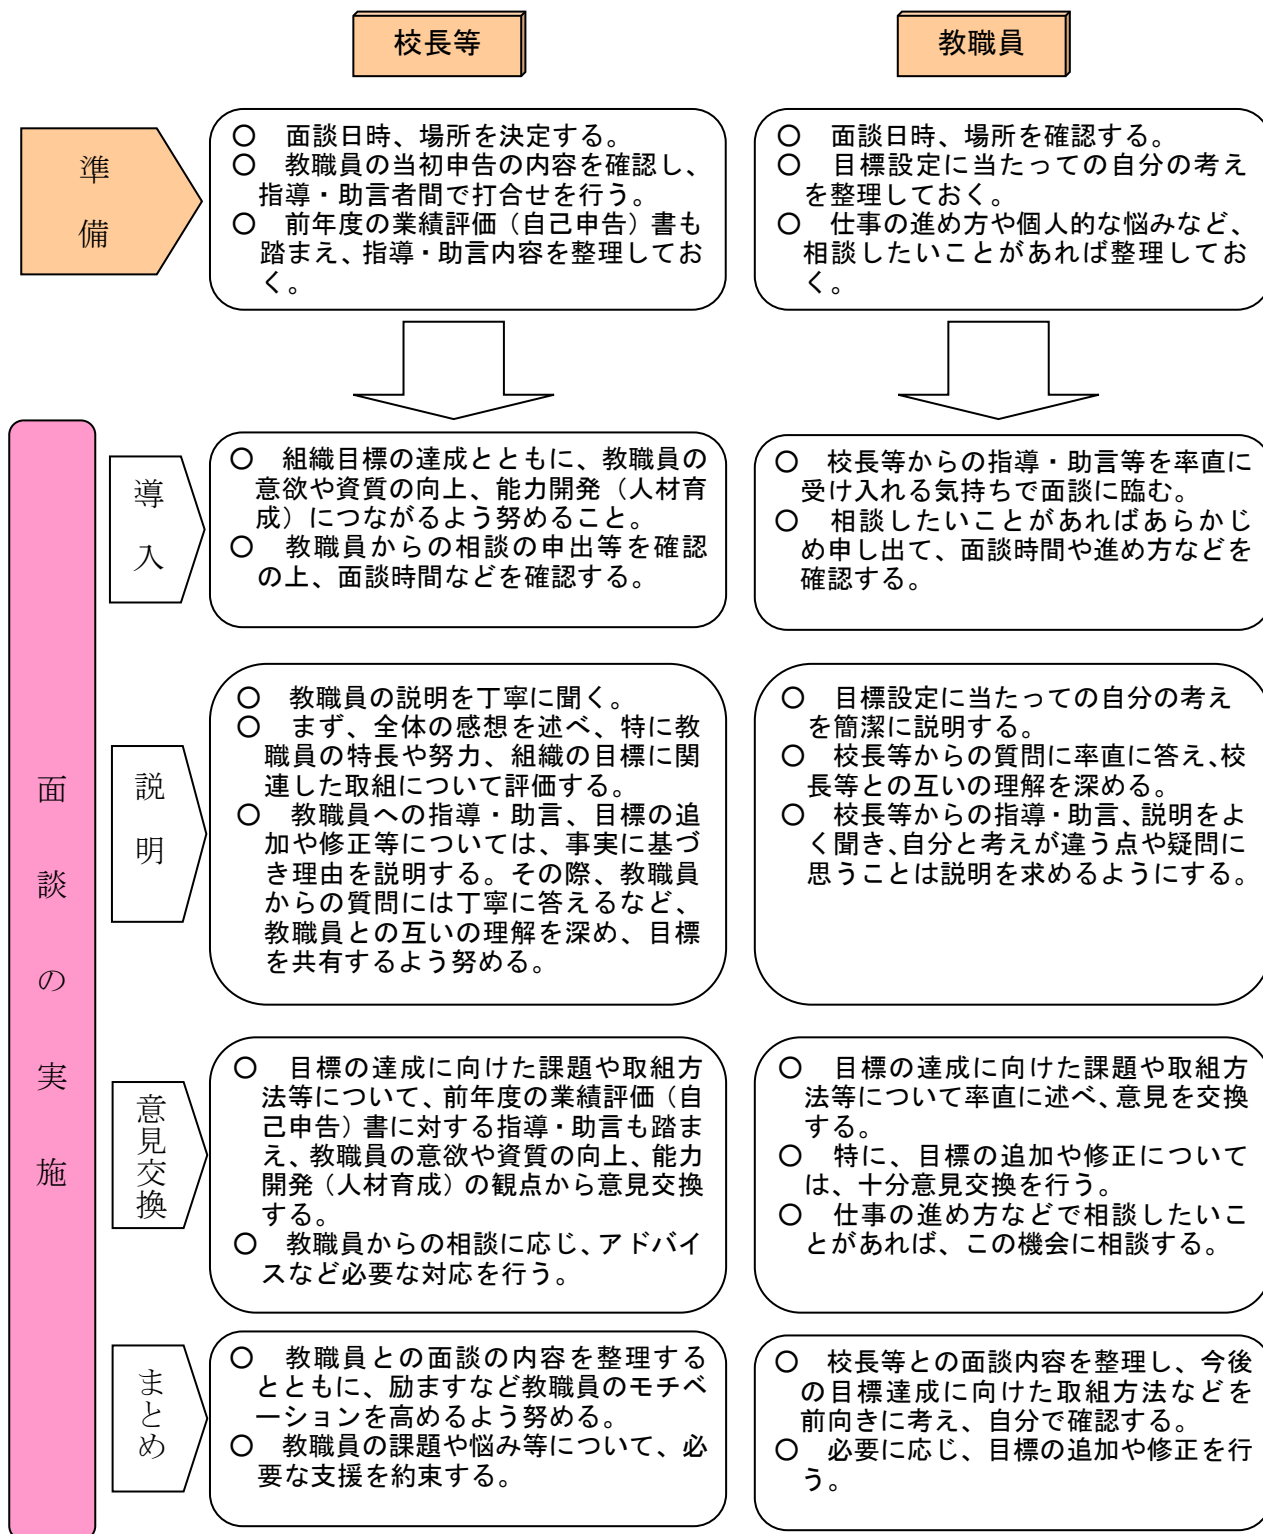 校長等
教職員
準備
○　面談日時、場所を決定する。
○　教職員の当初申告の内容を確認し、
指導・助言者間で打合せを行う。
○　前年度の業績評価（自己申告）書も
踏まえ、指導・助言内容を整理してお
く。
○　面談日時、場所を確認する。
○　目標設定に当たっての自分の考え
を整理しておく。
○　仕事の進め方や個人的な悩みなど、
相談したいことがあれば整理してお
く。
面談の実施
導入
○　組織目標の達成とともに、教職員の
意欲や資質の向上、能力開発（人材育
成）につながるよう努めること。
○　教職員からの相談の申出等を確認
の上、面談時間などを確認する。
○　校長等からの指導・助言等を率直に
受け入れる気持ちで面談に臨む。
○　相談したいことがあればあらかじ
め申し出て、面談時間や進め方などを
確認する。
説明
○　教職員の説明を丁寧に聞く。
○　まず、全体の感想を述べ、特に教
職員の特長や努力、組織の目標に関
連した取組について評価する。
○　教職員への指導・助言、目標の追
加や修正等については、事実に基づ
き理由を説明する。その際、教職員
からの質問には丁寧に答えるなど、
教職員との互いの理解を深め、目標
を共有するよう努める。
○　目標設定に当たっての自分の考え
を簡潔に説明する。
○　校長等からの質問に率直に答え、校
長等との互いの理解を深める。
○　校長等からの指導・助言、説明をよ
く聞き、自分と考えが違う点や疑問に
思うことは説明を求めるようにする。
意見交換
○　目標の達成に向けた課題や取組方
法等について、前年度の業績評価（自
己申告）書に対する指導・助言も踏ま
え、教職員の意欲や資質の向上、能力
開発（人材育成）の観点から意見交換
する。
○　教職員からの相談に応じ、アドバイ
スなど必要な対応を行う。
○　目標の達成に向けた課題や取組方
法等について率直に述べ、意見を交換
する。
○　特に、目標の追加や修正について
は、十分意見交換を行う。
○　仕事の進め方などで相談したいこ
とがあれば、この機会に相談する。
まとめ
○　教職員との面談の内容を整理する
とともに、励ますなど教職員のモチベ
ーションを高めるよう努める。
○　教職員の課題や悩み等について、必
要な支援を約束する。
○　校長等との面談内容を整理し、今後
の目標達成に向けた取組方法などを
前向きに考え、自分で確認する。
○　必要に応じ、目標の追加や修正を行
う。